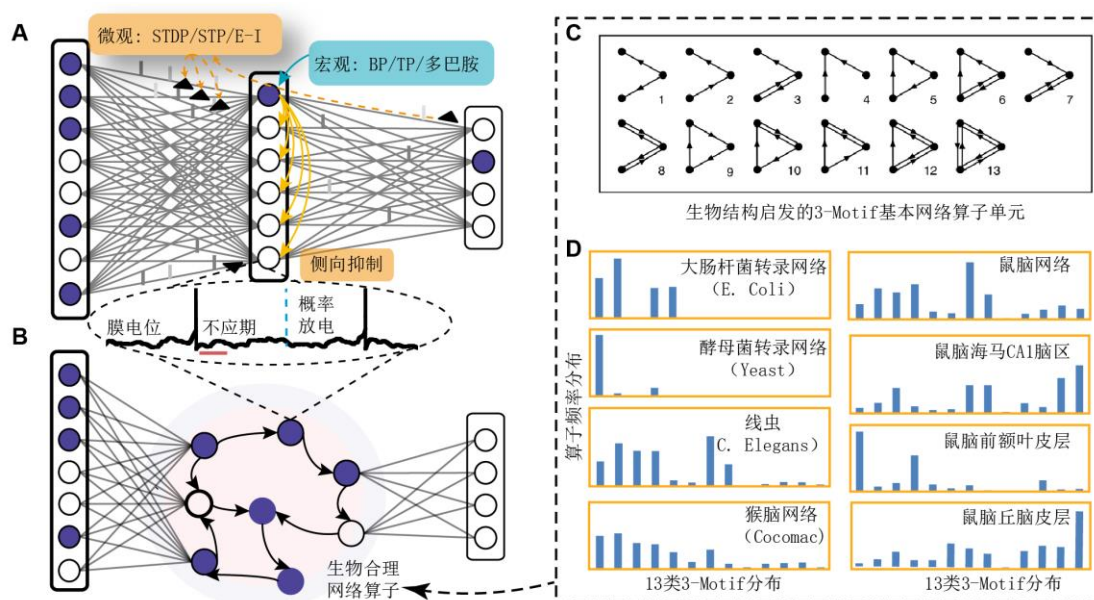 A
微观: STDP/STP/E-I
宏观: BP/TP/多巴胺
侧向抑制
膜电位
不应期
概率
放电
B
生物合理
网络算子
C
1
2
3
4
5
6
7
8
9
10
11
12
13
生物结构启发的3-Motif基本网络算子单元
D
算子频率分布
大肠杆菌转录网络
(E. Coli)
酵母菌转录网络
(Yeast)
线虫
(C. Elegans)
猴脑网络
(Cocomac)
13类3-Motif分布
鼠脑网络
鼠脑海马CA1脑区
鼠脑前额叶皮层
鼠脑丘脑皮层
13类3-Motif分布